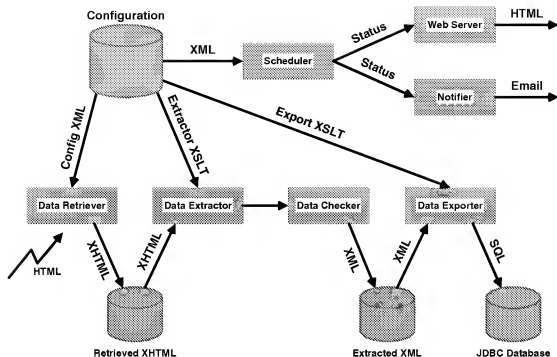 Configuration
XML
Scheduler
Status
Status
Web Server
HTML
Notifier
Email
Config XML
Extractor XSLT
Export XSLT
Data Retriever
Data Extractor
Data Checker
Data Exporter
HTML
XHTML
XHTML
XML
XML
SQL
Retrieved XHTML
Extracted XML
JDBC Database